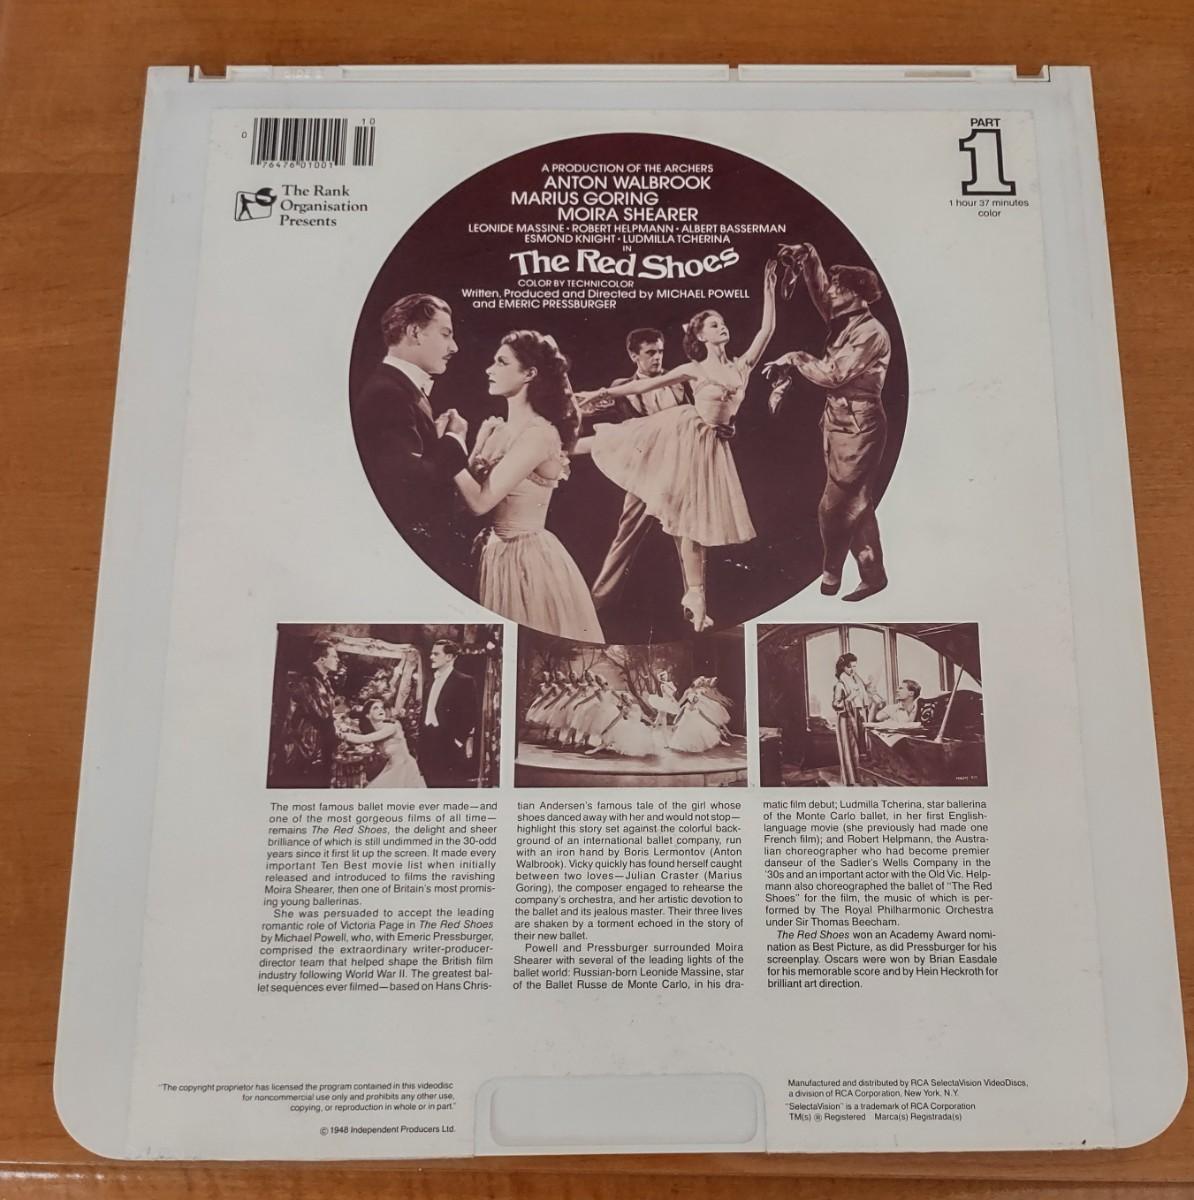 SIDE 2
0
10
76476 01001
The Rank
Organisation
Presents
PART
1
1 hour 37 minutes
color
A PRODUCTION OF THE ARCHERS
ANTON WALBROOK
MARIUS GORING
MOIRA SHEARER
LEONIDE MASSINE · ROBERT HELPMANN · ALBERT BASSERMAN
ESMOND KNIGHT · LUDMILLA TCHERINA
IN
The Red Shoes
COLOR BY TECHNICOLOR
Written, Produced and Directed by MICHAEL POWELL
and EMERIC PRESSBURGER
The most famous ballet movie ever made—and
one of the most gorgeous films of all time—
remains The Red Shoes, the delight and sheer
brilliance of which is still undimmed in the 30-odd
years since it first lit up the screen. It made every
important Ten Best movie list when initially
released and introduced to films the ravishing
Moira Shearer, then one of Britain's most promis-
ing young ballerinas.
She was persuaded to accept the leading
romantic role of Victoria Page in The Red Shoes
by Michael Powell, who, with Emeric Pressburger,
comprised the extraordinary writer-producer-
director team that helped shape the British film
industry following World War II. The greatest bal-
let sequences ever filmed—based on Hans Chris-
tian Andersen's famous tale of the girl whose
shoes danced away with her and would not stop—
highlight this story set against the colorful back-
ground of an international ballet company, run
with an iron hand by Boris Lermontov (Anton
Walbrook). Vicky quickly has found herself caught
between two loves—Julian Craster (Marius
Goring), the composer engaged to rehearse the
company's orchestra, and her artistic devotion to
the ballet and its jealous master. Their three lives
are shaken by a torment echoed in the story of
their new ballet.
Powell and Pressburger surrounded Moira
Shearer with several of the leading lights of the
ballet world: Russian-born Leonide Massine, star
of the Ballet Russe de Monte Carlo, in his dra-
matic film debut; Ludmilla Tcherina, star ballerina
of the Monte Carlo ballet, in her first English-
language movie (she previously had made one
French film); and Robert Helpmann, the Austra-
lian choreographer who had become premier
danseur of the Sadler's Wells Company in the
'30s and an important actor with the Old Vic. Help-
mann also choreographed the ballet of "The Red
Shoes" for the film, the music of which is per-
formed by The Royal Philharmonic Orchestra
under Sir Thomas Beecham.
The Red Shoes won an Academy Award nomi-
nation as Best Picture, as did Pressburger for his
screenplay. Oscars were won by Brian Easdale
for his memorable score and by Hein Heckroth for
brilliant art direction.
"The copyright proprietor has licensed the program contained in this videodisc
for noncommercial use only and prohibits any other use,
copying, or reproduction in whole or in part."
© 1948 Independent Producers Ltd.
Manufactured and distributed by RCA SelectaVision VideoDiscs,
a division of RCA Corporation, New York, N.Y.
"SelectaVision" is a trademark of RCA Corporation
TM(s) ® Registered Marca(s) Registrada(s)